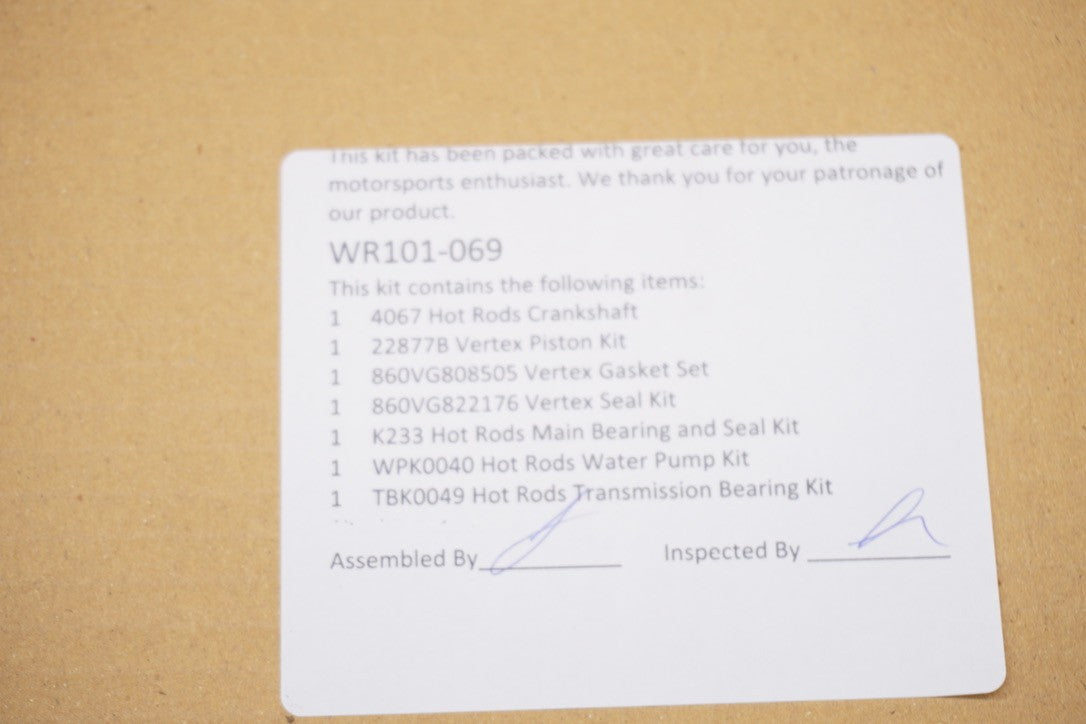 This kit has been packed with great care for you, the
motorsports enthusiast. We thank you for your patronage of
our product.
WR101-069
This kit contains the following items:
1 4067 Hot Rods Crankshaft
1 22877B Vertex Piston Kit
1 860VG808505 Vertex Gasket Set
1 860VG822176 Vertex Seal Kit
1 K233 Hot Rods Main Bearing and Seal Kit
1 WPK0040 Hot Rods Water Pump Kit
1 TBK0049 Hot Rods Transmission Bearing Kit
Assembled By Inspected By